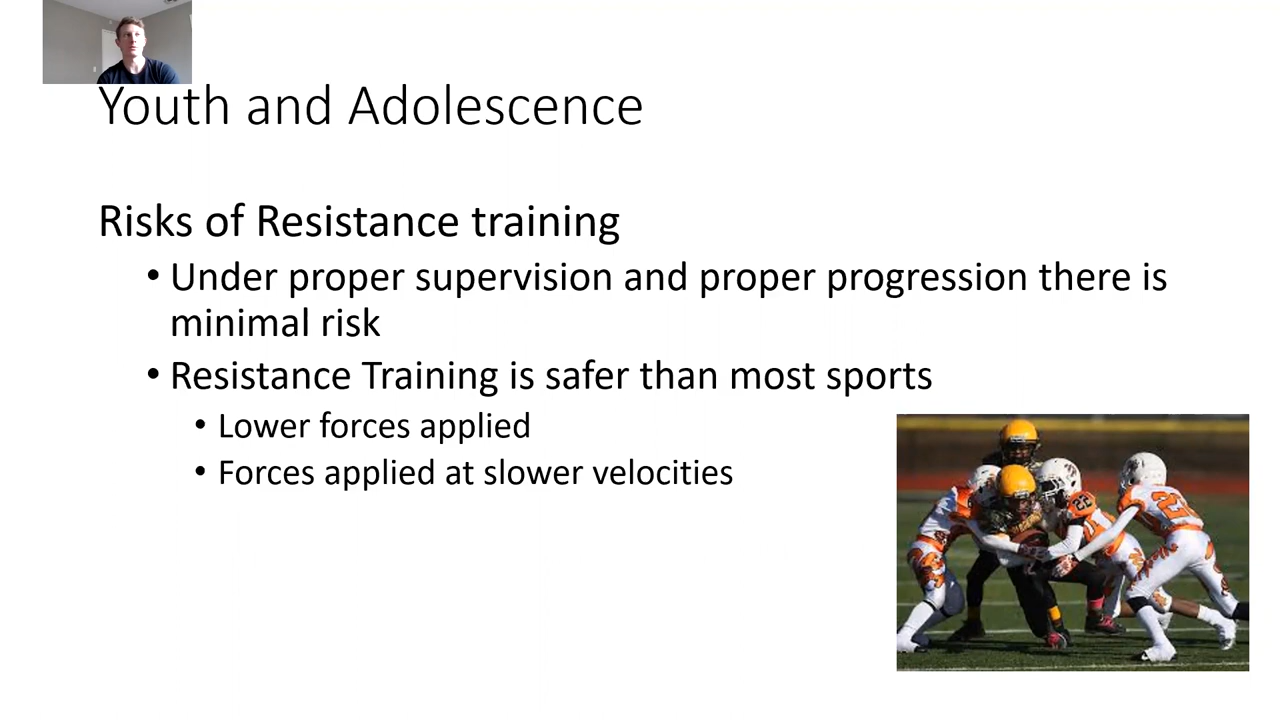 Youth and Adolescence
Risks of Resistance training
• Under proper supervision and proper progression there is
minimal risk
• Resistance Training is safer than most sports
• Lower forces applied
• Forces applied at slower velocities
22